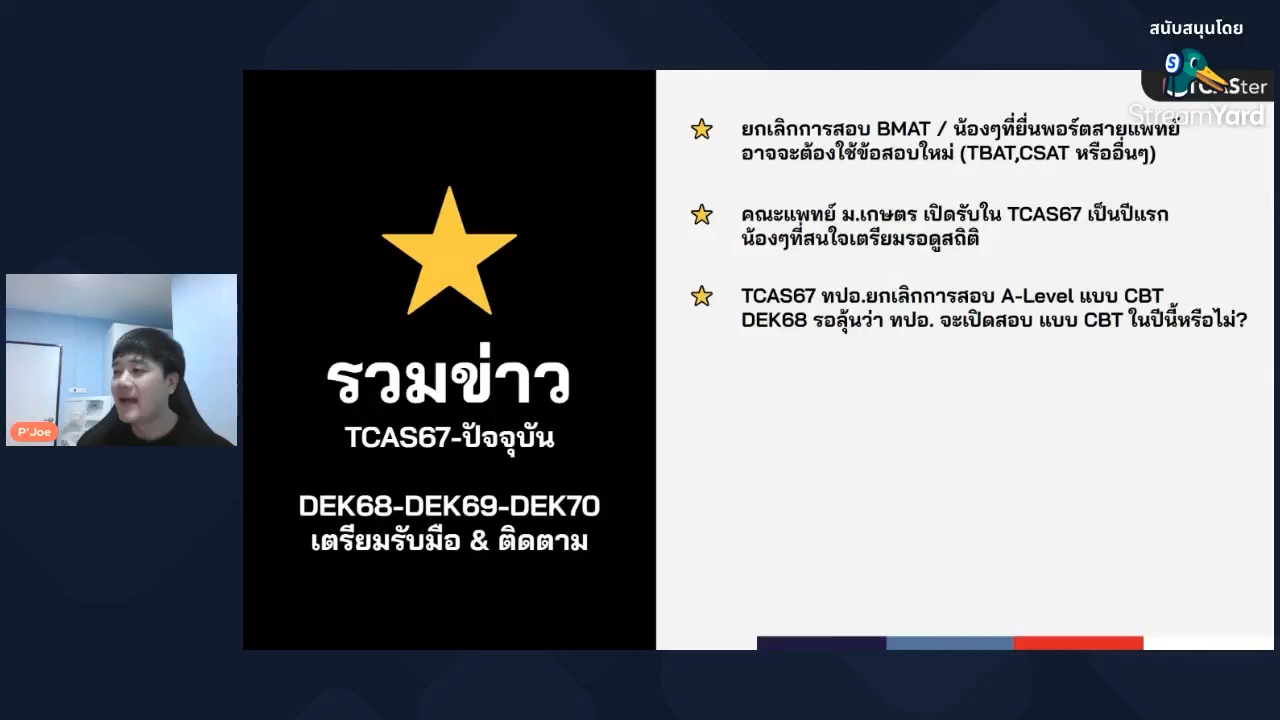 สนับสนุนโดย
StreamYard
ยกเลิกการสอบ BMAT / น้องๆที่ยื่นพอร์ตสายแพทย์
อาจจะต้องใช้ข้อสอบใหม่ (TBAT,CSAT หรืออื่นๆ)
คณะแพทย์ ม.เกษตร เปิดรับใน TCAS67 เป็นปีแรก
น้องๆที่สนใจเตรียมรอดูสถิติ
TCAS67 ทปอ.ยกเลิกการสอบ A-Level แบบ CBT
DEK68 รอลุ้นว่า ทปอ. จะเปิดสอบ แบบ CBT ในปีนี้หรือไม่?
รวมข่าว
TCAS67-ปัจจุบัน
DEK68-DEK69-DEK70
เตรียมรับมือ & ติดตาม
P'Joe